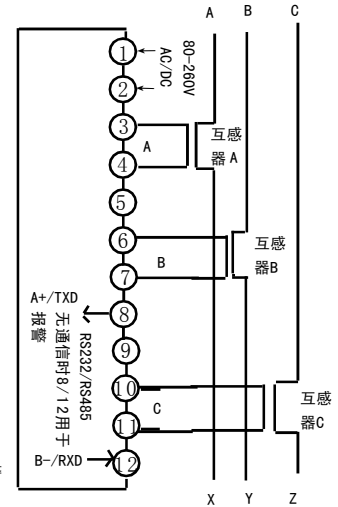 A B C
①
80-260V
AC/DC
②
③
互感
器A
A
④
⑤
⑥
互感
器B
B
⑦
A+/TXD
⑧
RS232/RS485
无通信时8/12用于
报警
⑨
⑩
C
互感
器C
11
B-/RXD
12
X Y Z